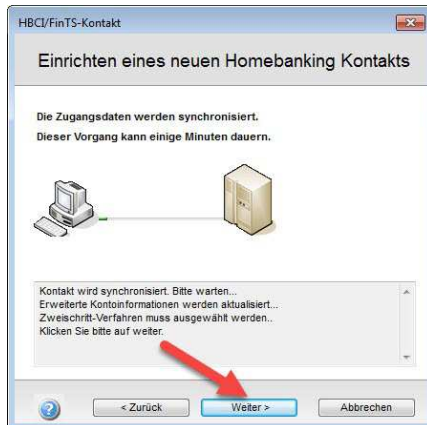 HBCI/FinTS-Kontakt
Einrichten eines neuen Homebanking Kontakts
Die Zugangsdaten werden synchronisiert.
Dieser Vorgang kann einige Minuten dauern.
Kontakt wird synchronisiert. Bitte warten...
Erweiterte Kontoinformationen werden aktualisiert...
Zweischritt-Verfahren muss ausgewählt werden..
Klicken Sie bitte auf weiter.
< Zurück Weiter > Abbrechen